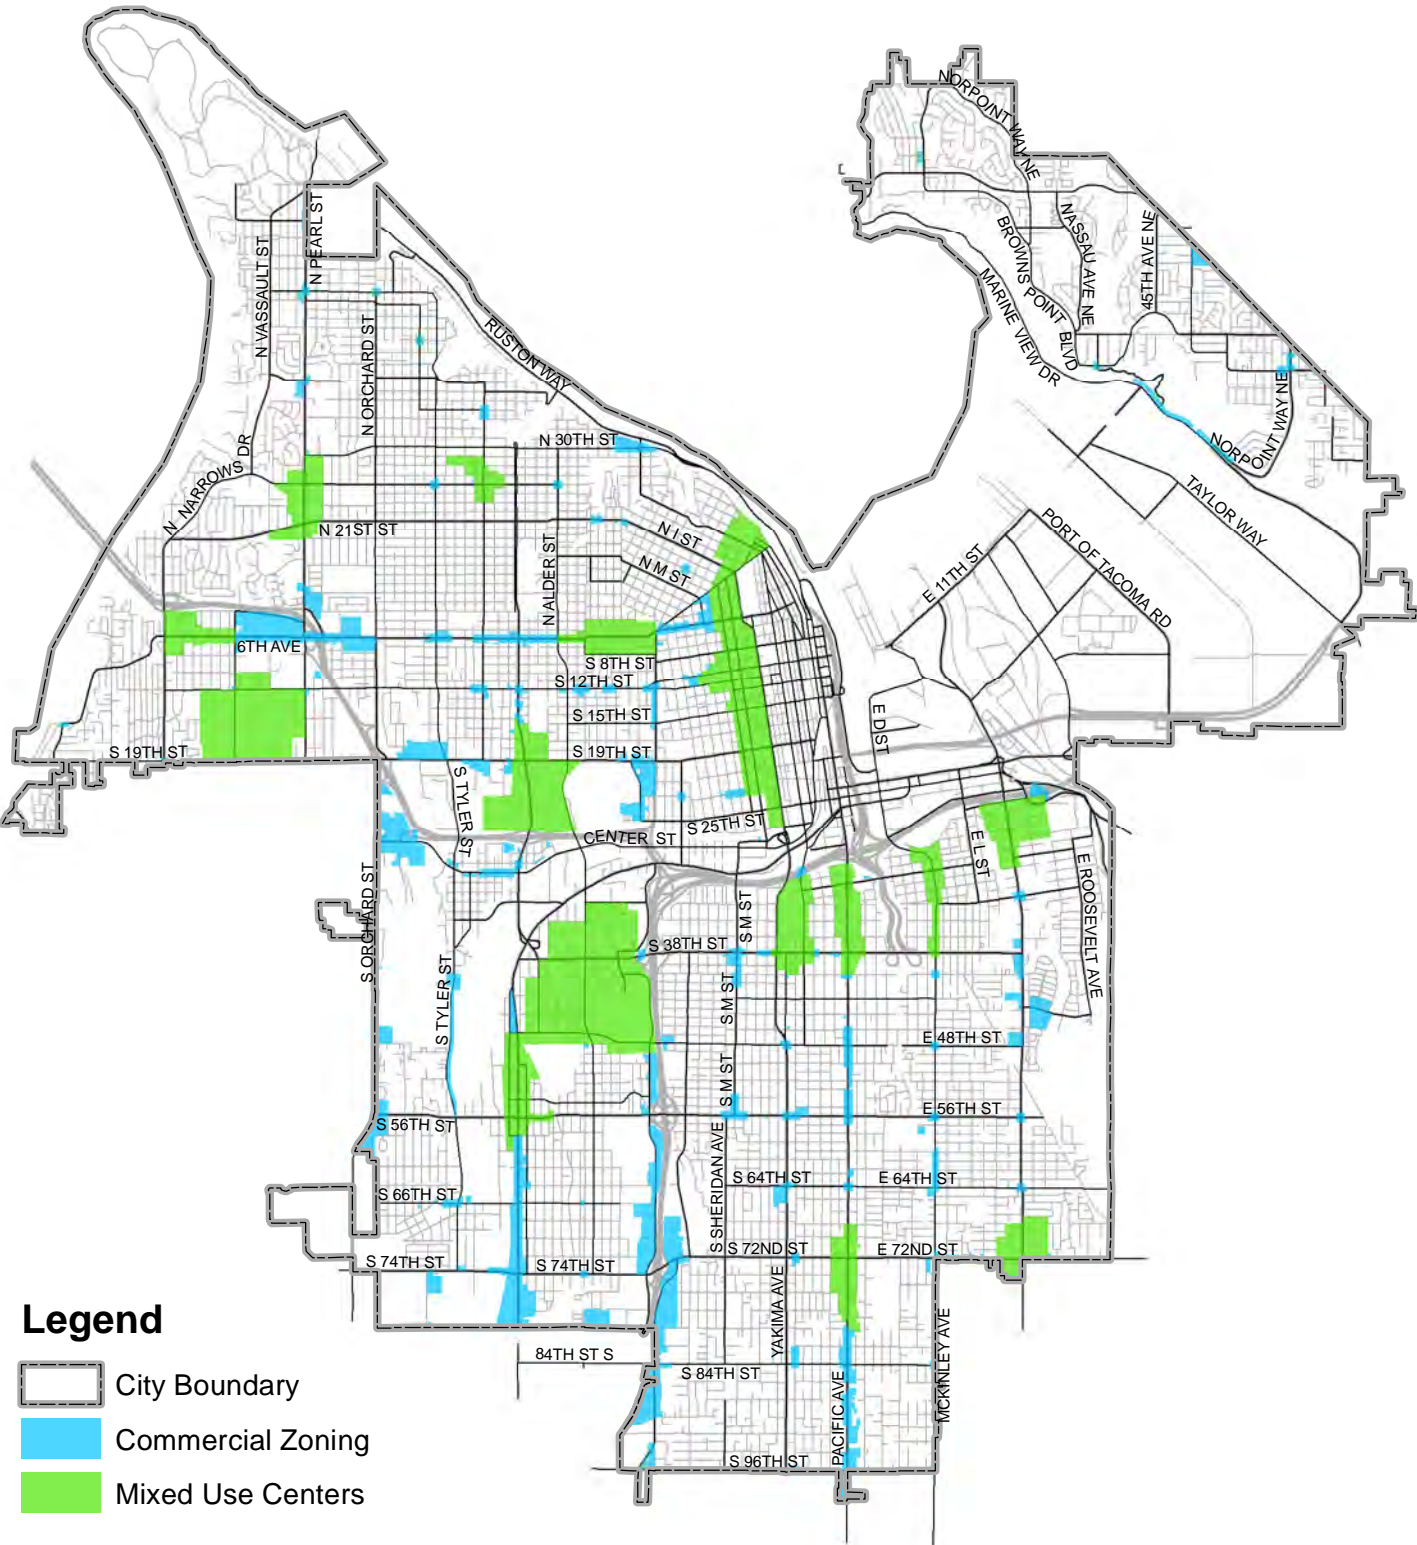 NORPOINT WAY NE
N PEARL ST
N VASSAULT ST
NASSAU AVE NE
45TH AVE NE
BROWNS POINT BLVD
MARINE VIEW DR
RUSTON WAY
N ORCHARD ST
N 30TH ST
N NARROWS DR
NORPOINT WAY NE
TAYLOR WAY
N 21ST ST
N I ST
N M ST
N ALDER ST
E 11TH ST
PORT OF TACOMA RD
6TH AVE
S 8TH ST
S 12TH ST
S 15TH ST
E D ST
S 19TH ST
S 19TH ST
S TYLER ST
S 25TH ST
CENTER ST
E L ST
E ROOSEVELT AVE
S ORCHARD ST
S M ST
S 38TH ST
S TYLER ST
S M ST
E 48TH ST
S M ST
S 56TH ST
E 56TH ST
S SHERIDAN AVE
S 64TH ST
E 64TH ST
S 66TH ST
S 72ND ST
E 72ND ST
S 74TH ST
S 74TH ST
YAKIMA AVE
MCKINLEY AVE
84TH ST S
S 84TH ST
PACIFIC AVE
S 96TH ST
Legend
City Boundary
Commercial Zoning
Mixed Use Centers